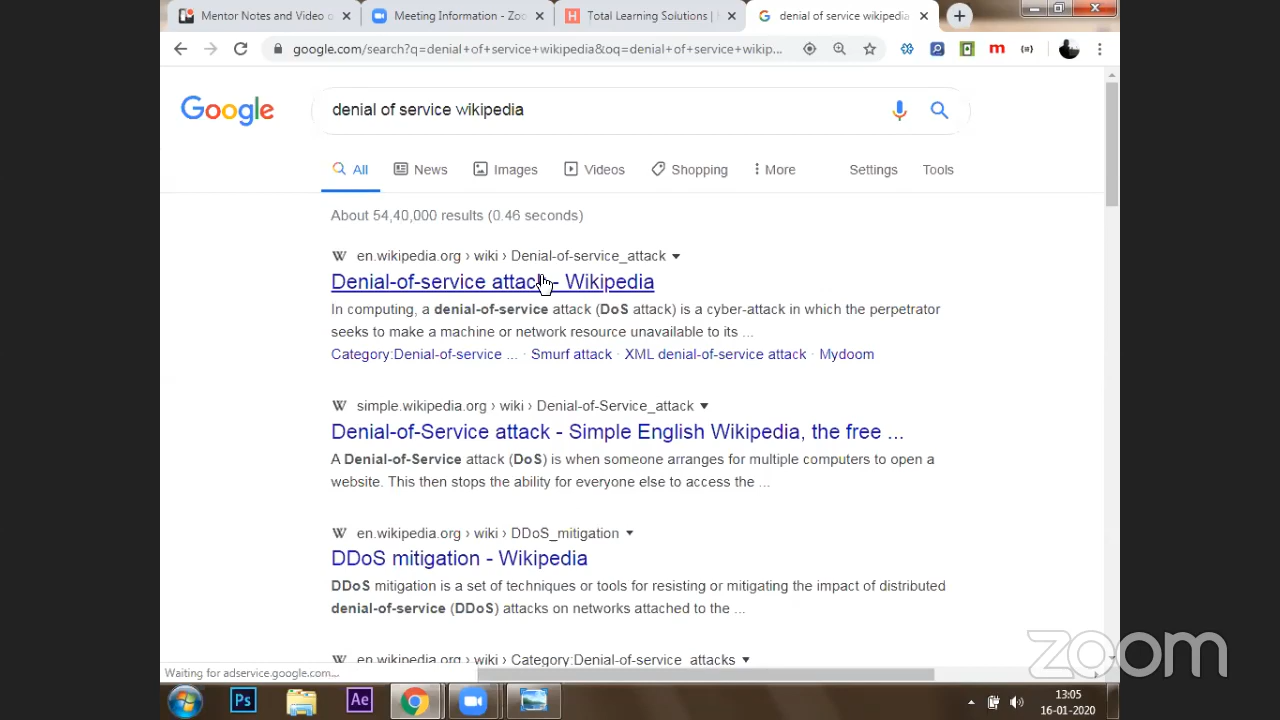 Mentor Notes and Video o
Meeting Information - Zoo
Total Learning Solutions |
denial of service wikipedia
google.com/search?q=denial+of+service+wikipedia&oq=denial+of+service+wikip...
Google
denial of service wikipedia
All
News
Images
Videos
Shopping
More
Settings
Tools
About 54,40,000 results (0.46 seconds)
en.wikipedia.org › wiki › Denial-of-service_attack
Denial-of-service attack - Wikipedia
In computing, a denial-of-service attack (DoS attack) is a cyber-attack in which the perpetrator
seeks to make a machine or network resource unavailable to its ...
Category:Denial-of-service ... · Smurf attack · XML denial-of-service attack · Mydoom
simple.wikipedia.org › wiki › Denial-of-Service_attack
Denial-of-Service attack - Simple English Wikipedia, the free ...
A Denial-of-Service attack (DoS) is when someone arranges for multiple computers to open a
website. This then stops the ability for everyone else to access the ...
en.wikipedia.org › wiki › DDoS_mitigation
DDoS mitigation - Wikipedia
DDoS mitigation is a set of techniques or tools for resisting or mitigating the impact of distributed
denial-of-service (DDoS) attacks on networks attached to the ...
en.wikipedia.org › wiki › Category:Denial-of-service_attacks
Waiting for adservice.google.com...
zoom
Ps
Ae
13:05
16-01-2020